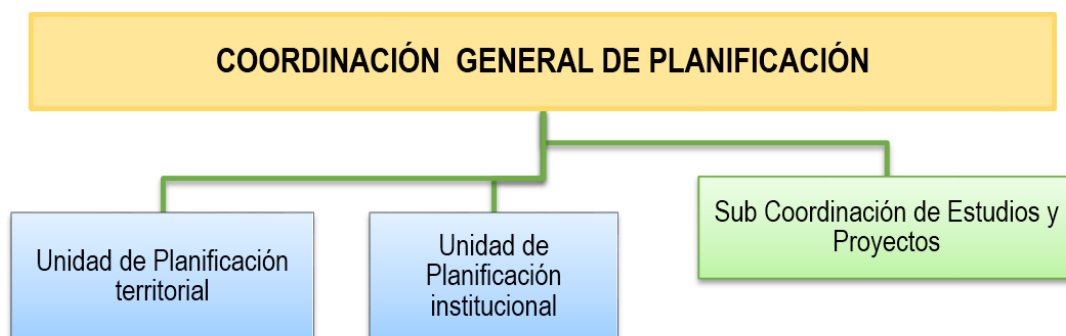 COORDINACIÓN GENERAL DE PLANIFICACIÓN
Unidad de Planificación
territorial
Unidad de
Planificación
institucional
Sub Coordinación de Estudios y
Proyectos